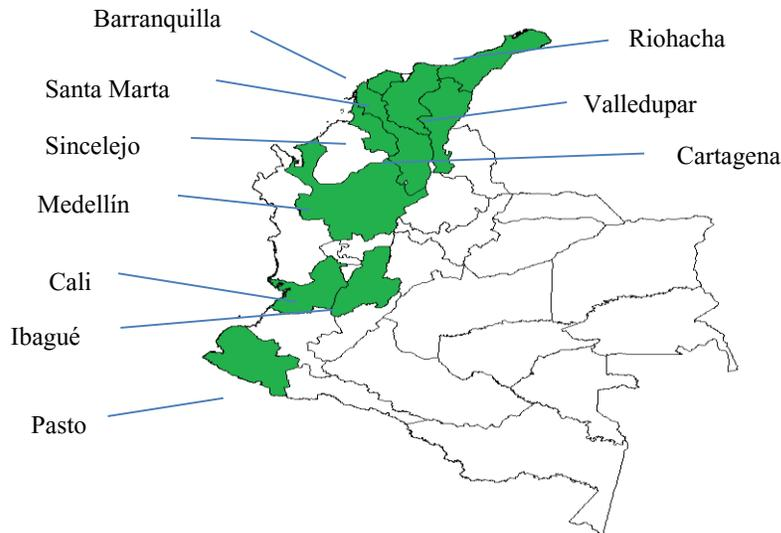 Barranquilla
Riohacha
Santa Marta
Valledupar
Sincelejo
Cartagena
Medellín
Cali
Ibagué
Pasto